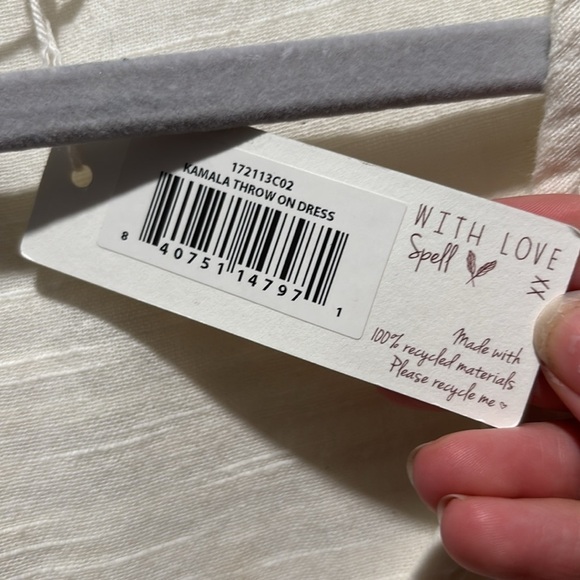 172113C02
KAMALA THROW ON DRESS
8 40751 14797 1
WITH LOVE
Spell
XX
Made with
100% recycled materials
Please recycle me